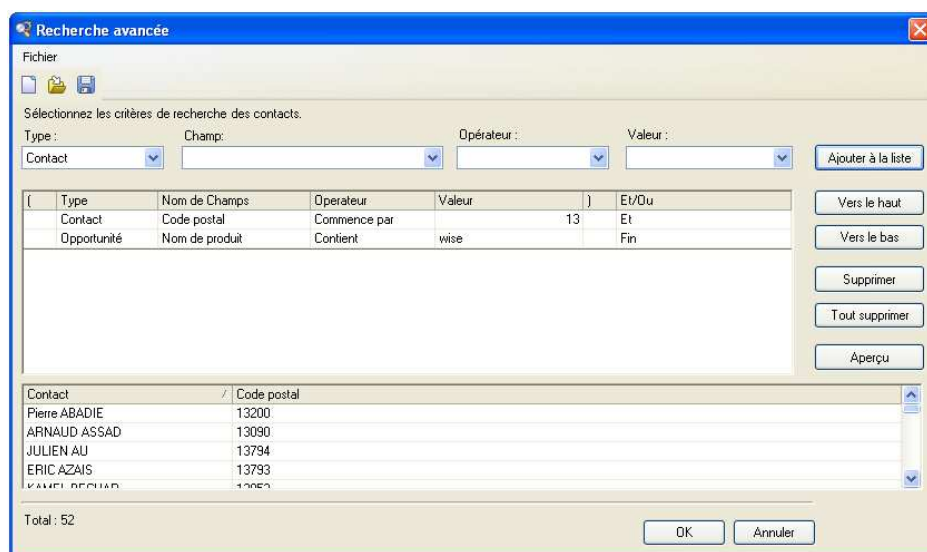 Recherche avancée
Fichier
Sélectionnez les critères de recherche des contacts.
Type : Champ: Opérateur : Valeur :
Contact Ajouter à la liste
( Type Nom de Champs Operateur Valeur ) Et/Ou Vers le haut
Contact Code postal Commence par 13 Et
Opportunité Nom de produit Contient wise Fin Vers le bas
Supprimer
Tout supprimer
Aperçu
Contact Code postal
Pierre ABADIE 13200
ARNAUD ASSAD 13090
JULIEN AU 13794
ERIC AZAIS 13793
Total : 52
OK Annuler